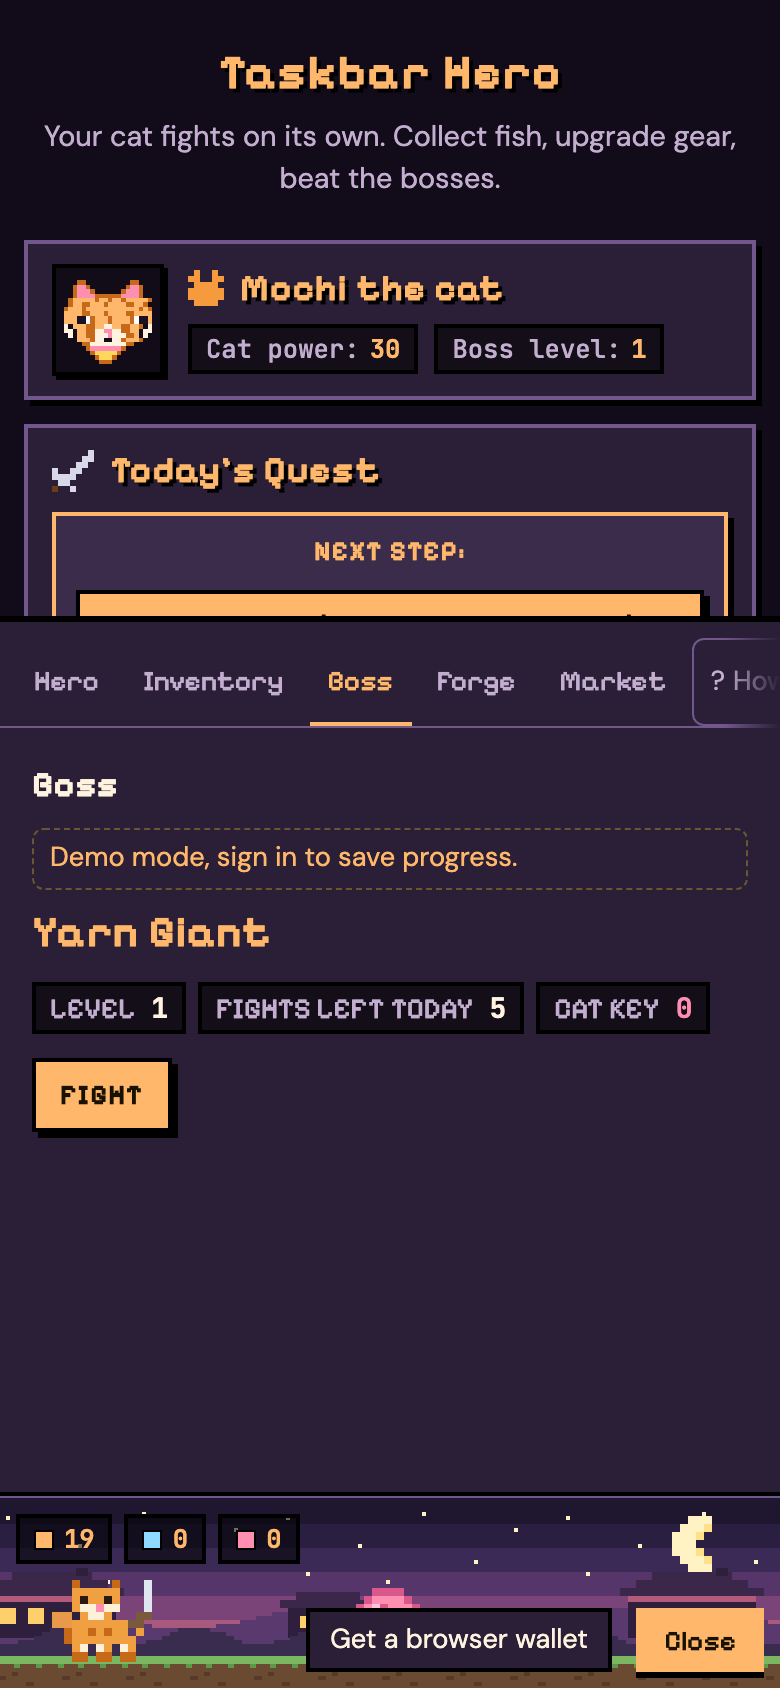 Taskbar Hero
Your cat fights on its own. Collect fish, upgrade gear,
beat the bosses.
Mochi the cat
Cat power: 30
Boss level: 1
Today's Quest
NEXT STEP:
Hero
Inventory
Boss
Forge
Market
? How
Boss
Demo mode, sign in to save progress.
Yarn Giant
LEVEL 1
FIGHTS LEFT TODAY 5
CAT KEY 0
FIGHT
19
0
0
Get a browser wallet
Close